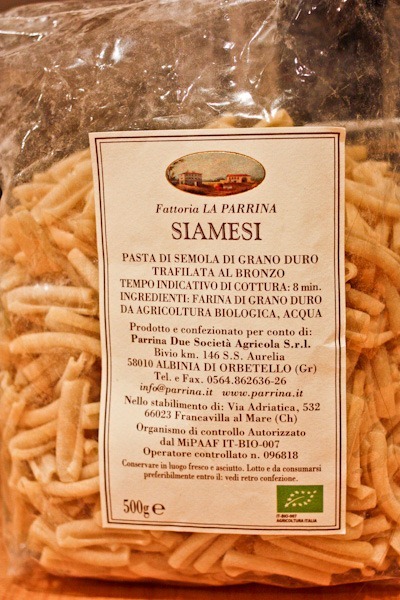 Fattoria LA PARRINA
SIAMESI
PASTA DI SEMOLA DI GRANO DURO
TRAFILATA AL BRONZO
TEMPO INDICATIVO DI COTTURA: 8 min.
INGREDIENTI: FARINA DI GRANO DURO
DA AGRICOLTURA BIOLOGICA, ACQUA
Prodotto e confezionato per conto di:
Parrina Due Società Agricola S.r.l.
Bivio km. 146 S.S. Aurelia
58010 ALBINIA DI ORBETELLO (Gr)
Tel. e Fax. 0564.862636-26
info@parrina.it www.parrina.it
Nello stabilimento di: Via Adriatica, 532
66023 Francavilla al Mare (Ch)
Organismo di controllo Autorizzato
dal MiPAAF IT-BIO-007
Operatore controllato n. 096818
Conservare in luogo fresco e asciutto. Lotto e da consumarsi
preferibilmente entro il: vedi retro confezione.
500g e
IT-BIO-007
AGRICOLTURA ITALIA